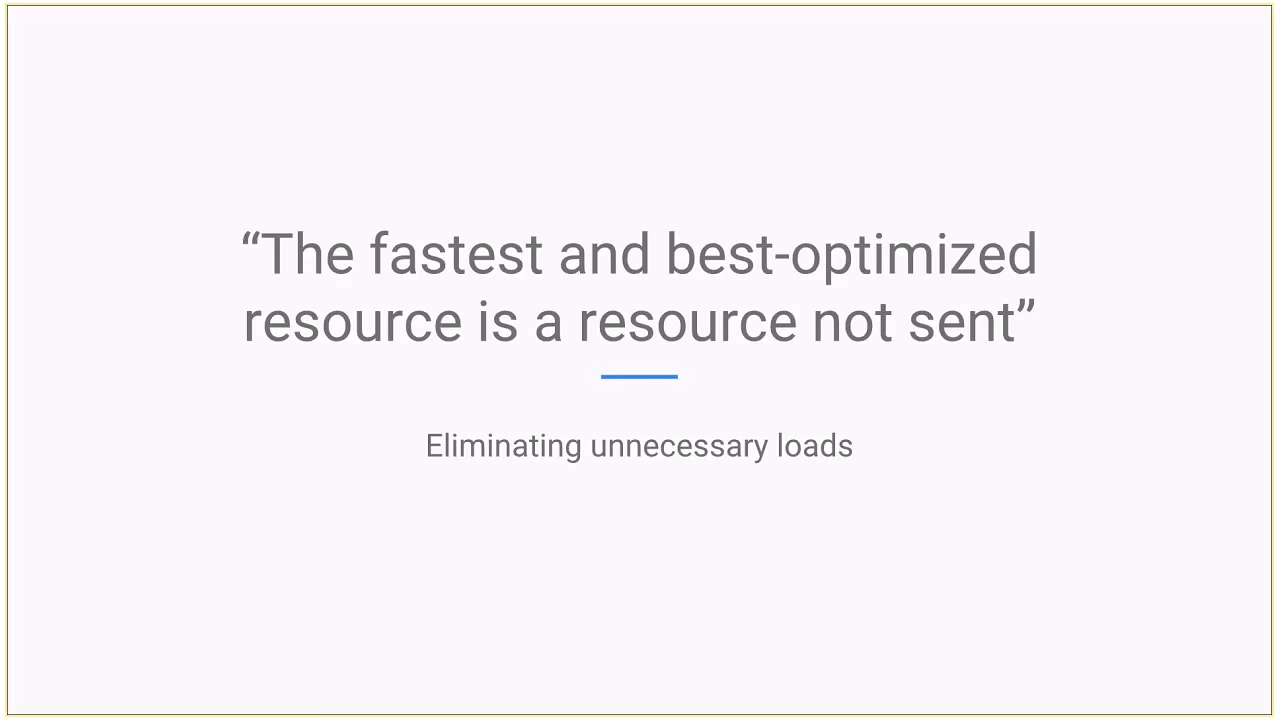 “The fastest and best-optimized
resource is a resource not sent”
Eliminating unnecessary loads